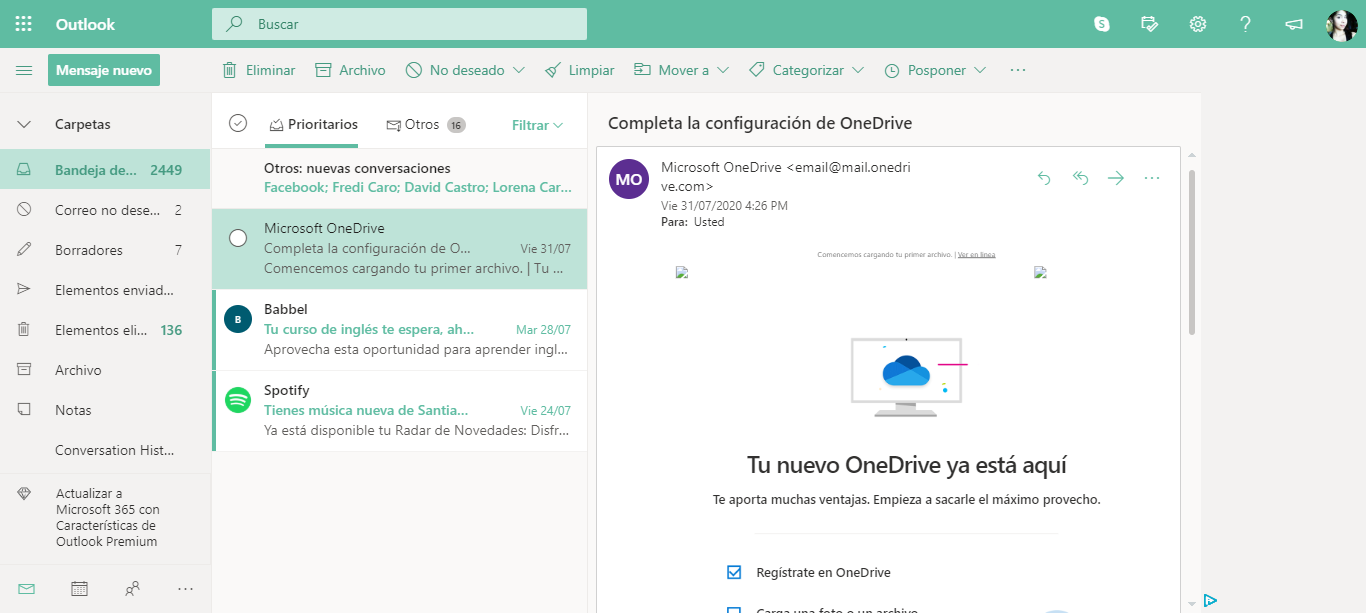 Outlook
Buscar
Mensaje nuevo
Eliminar
Archivo
No deseado
Limpiar
Mover a
Categorizar
Posponer
Carpetas
Bandeja de... 2449
Correo no dese... 2
Borradores 7
Elementos enviad...
Elementos eli... 136
Archivo
Notas
Conversation Hist...
Actualizar a
Microsoft 365 con
Características de
Outlook Premium
Prioritarios
Otros 16
Filtrar
Otros: nuevas conversaciones
Facebook; Fredi Caro; David Castro; Lorena Car...
Microsoft OneDrive
Completa la configuración de O... Vie 31/07
Comencemos cargando tu primer archivo. | Tu ...
B
Babbel
Tu curso de inglés te espera, ah... Mar 28/07
Aprovecha esta oportunidad para aprender ingl...
Spotify
Tienes música nueva de Santia... Vie 24/07
Ya está disponible tu Radar de Novedades: Disfr...
Completa la configuración de OneDrive
MO
Microsoft OneDrive <email@mail.onedri
ve.com>
Vie 31/07/2020 4:26 PM
Para: Usted
Comencemos cargando tu primer archivo. | Ver en línea
Tu nuevo OneDrive ya está aquí
Te aporta muchas ventajas. Empieza a sacarle el máximo provecho.
Regístrate en OneDrive
Carga una foto o un archivo